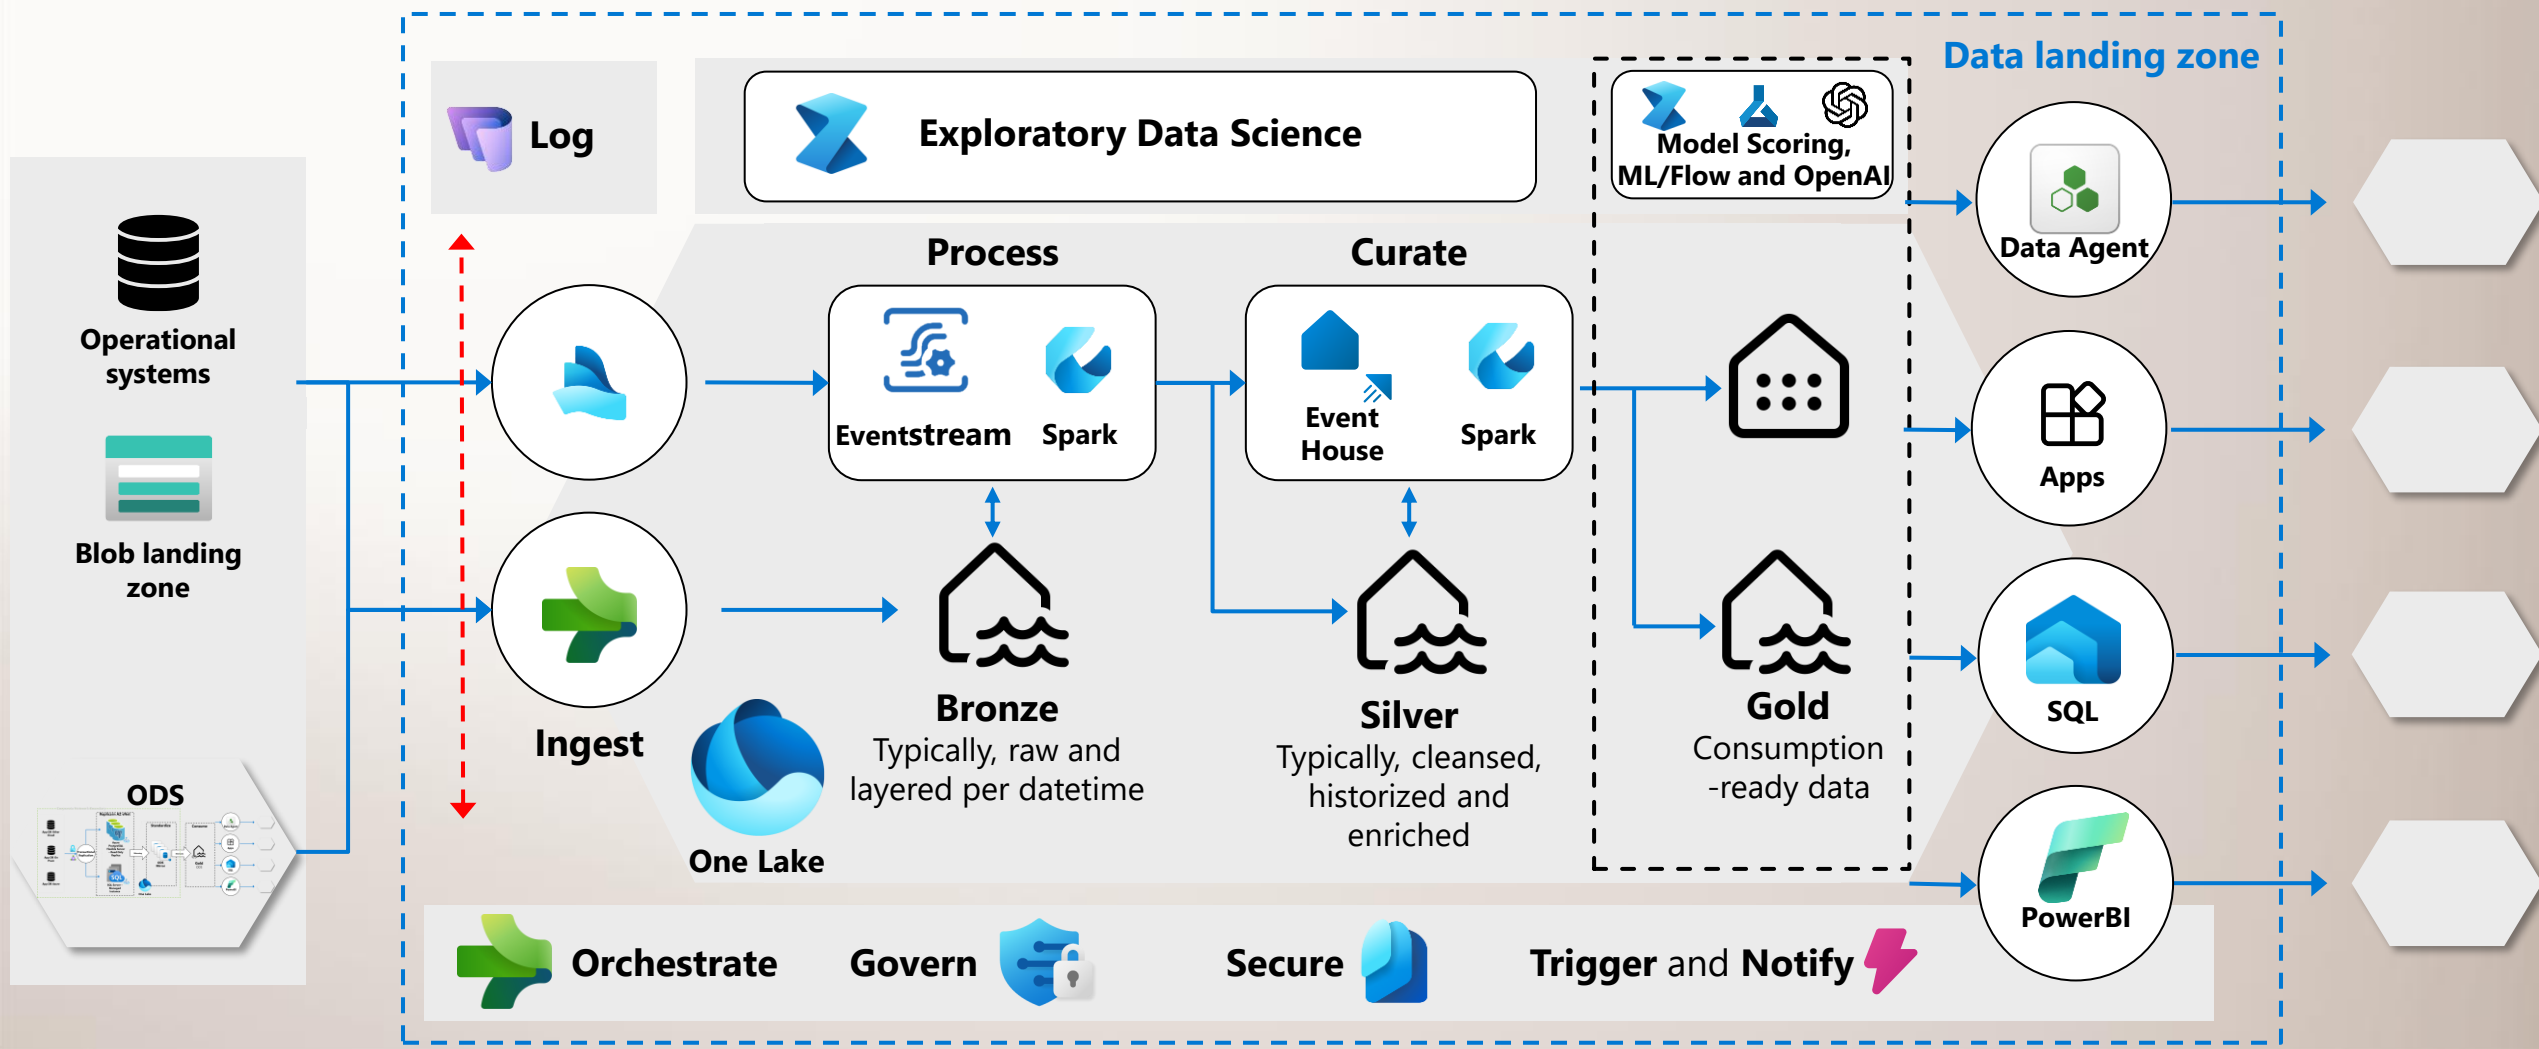 Data landing zone
Log
Exploratory Data Science
Model Scoring,
ML/Flow and OpenAI
Data Agent
Operational
systems
Blob landing
zone
ODS
Process
Curate
Eventstream
Spark
Event
House
Spark
Apps
Ingest
One Lake
Bronze
Typically, raw and
layered per datetime
Silver
Typically, cleansed,
historized and
enriched
Gold
Consumption
-ready data
SQL
PowerBI
Orchestrate
Govern
Secure
Trigger and Notify